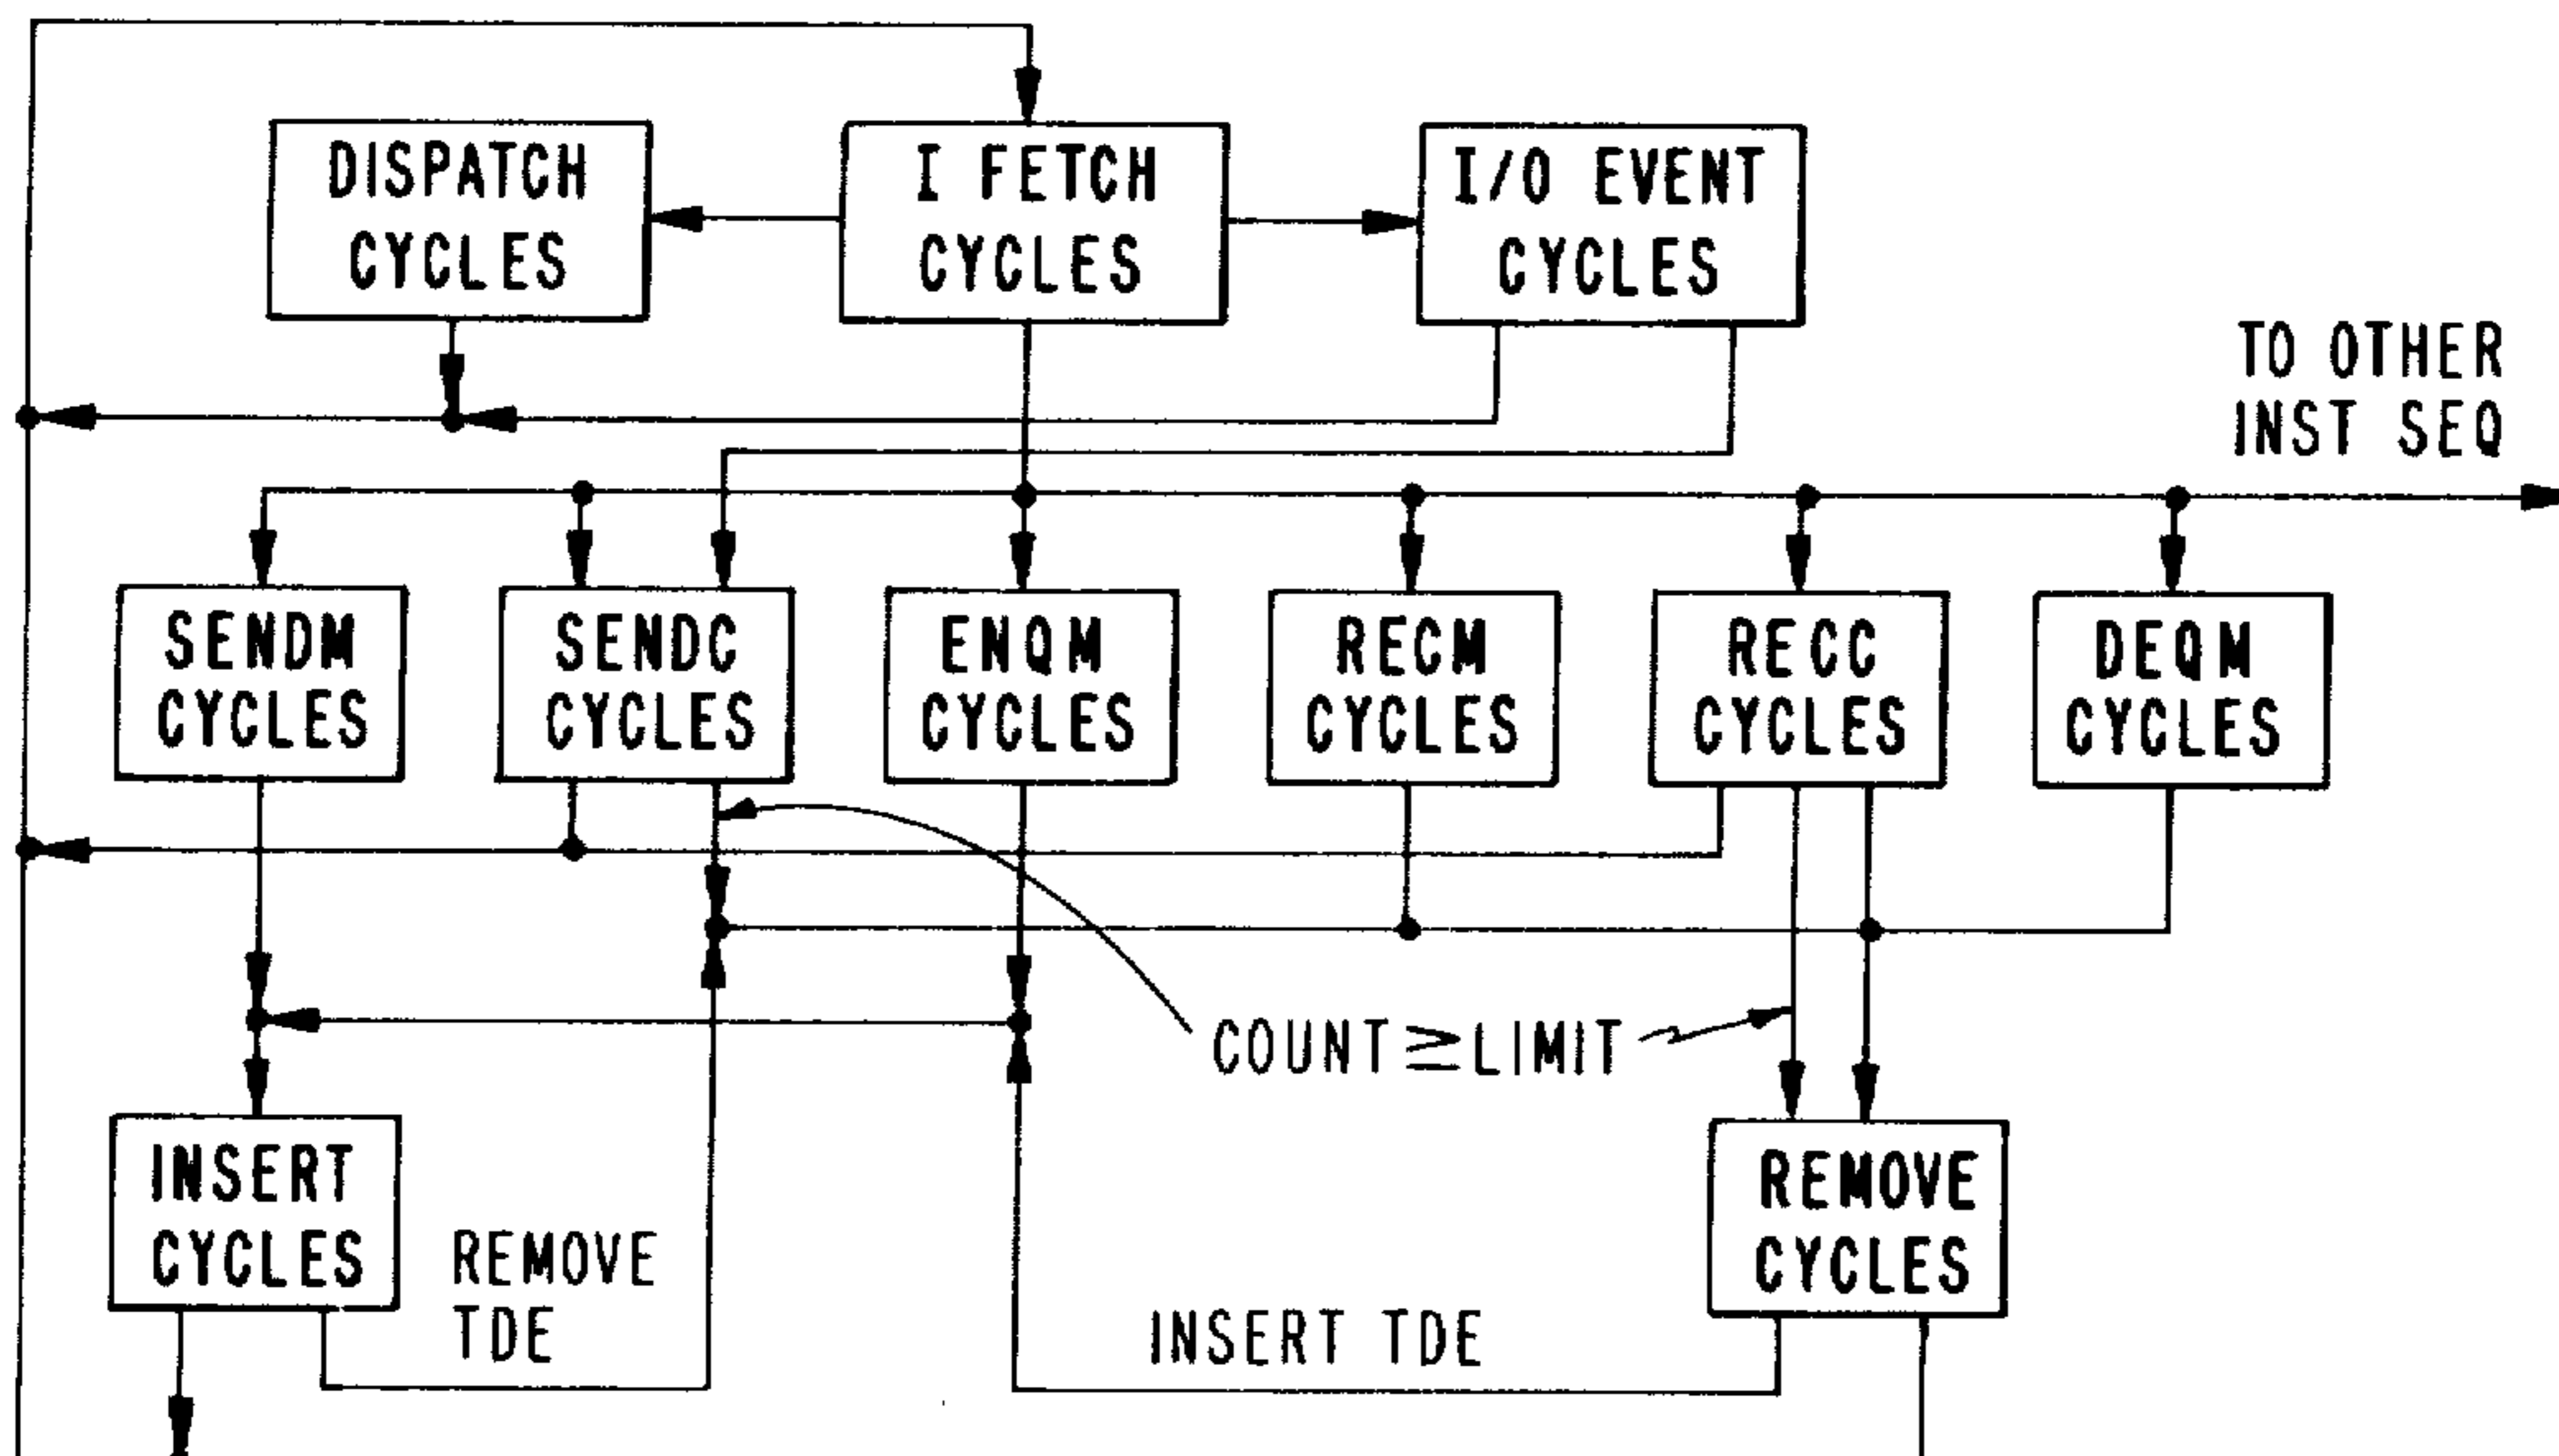 DISPATCH
CYCLES
I FETCH
CYCLES
I/O EVENT
CYCLES
TO OTHER
INST SEQ
SENDM
CYCLES
SENDC
CYCLES
ENQM
CYCLES
RECM
CYCLES
RECC
CYCLES
DEQM
CYCLES
COUNT ≥ LIMIT
INSERT
CYCLES
REMOVE
TDE
INSERT TDE
REMOVE
CYCLES